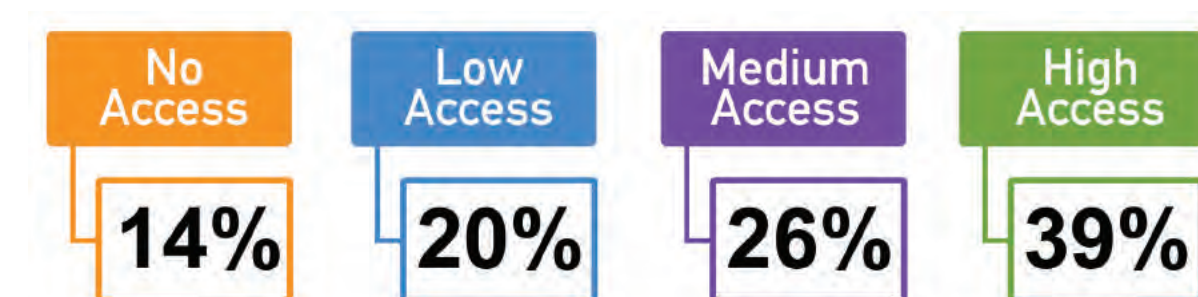 No
Access
Low
Access
Medium
Access
High
Access
14%
20%
26%
39%